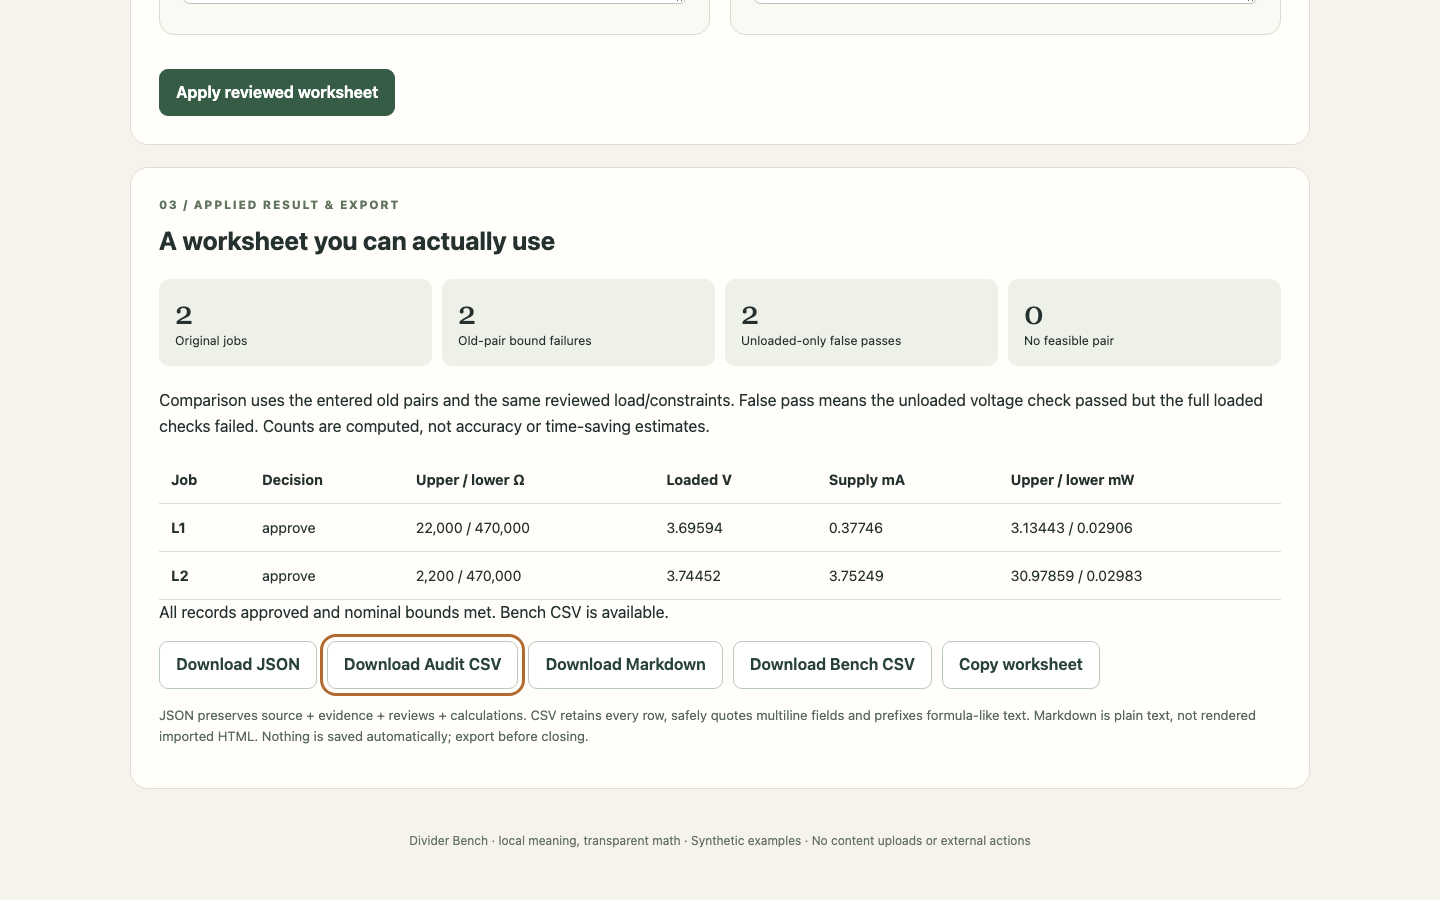 Apply reviewed worksheet
03 / APPLIED RESULT & EXPORT
A worksheet you can actually use
2
Original jobs
2
Old-pair bound failures
2
Unloaded-only false passes
0
No feasible pair
Comparison uses the entered old pairs and the same reviewed load/constraints. False pass means the unloaded voltage check passed but the full loaded
checks failed. Counts are computed, not accuracy or time-saving estimates.
Job Decision Upper / lower Ω Loaded V Supply mA Upper / lower mW
L1 approve 22,000 / 470,000 3.69594 0.37746 3.13443 / 0.02906
L2 approve 2,200 / 470,000 3.74452 3.75249 30.97859 / 0.02983
All records approved and nominal bounds met. Bench CSV is available.
Download JSON Download Audit CSV Download Markdown Download Bench CSV Copy worksheet
JSON preserves source + evidence + reviews + calculations. CSV retains every row, safely quotes multiline fields and prefixes formula-like text. Markdown is plain text, not rendered
imported HTML. Nothing is saved automatically; export before closing.
Divider Bench · local meaning, transparent math · Synthetic examples · No content uploads or external actions